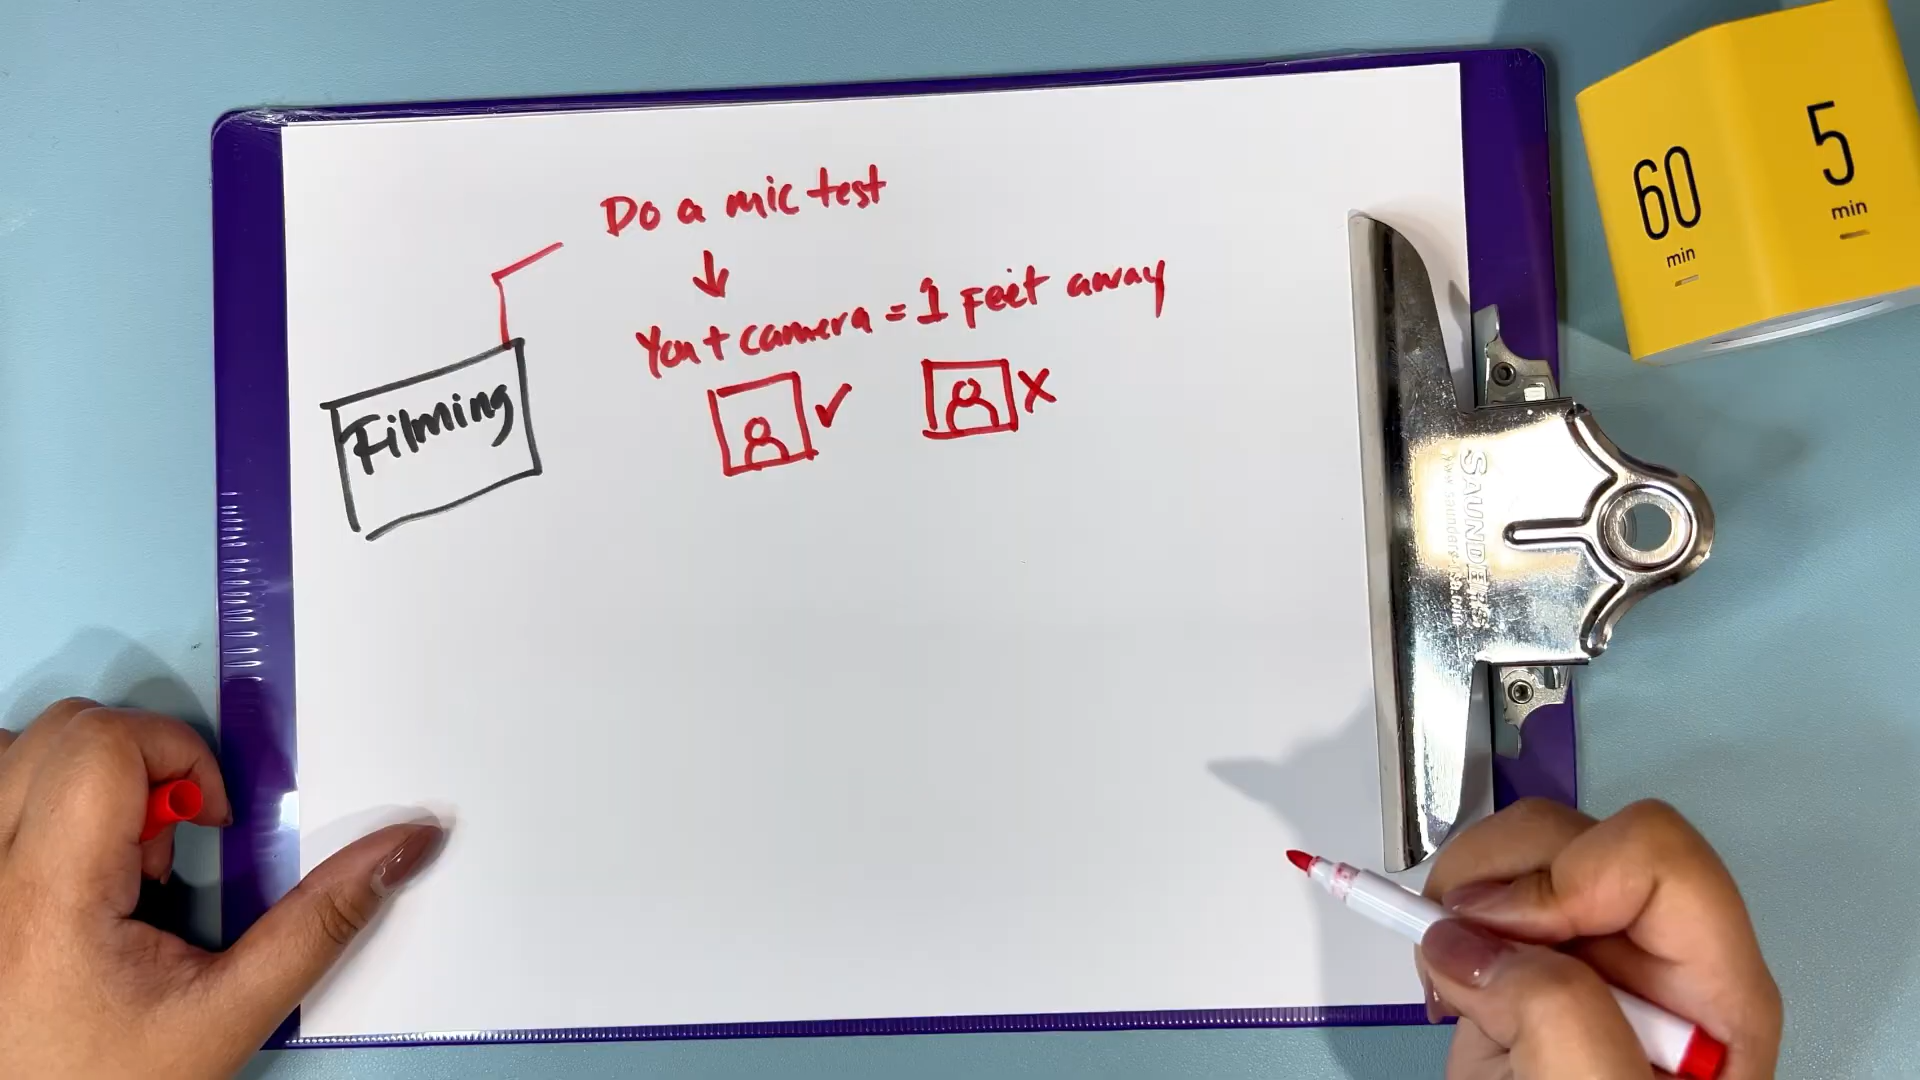 Do a mic test
You + camera = 1 Feet away
Filming
60
min
5
min
SAUNDERS